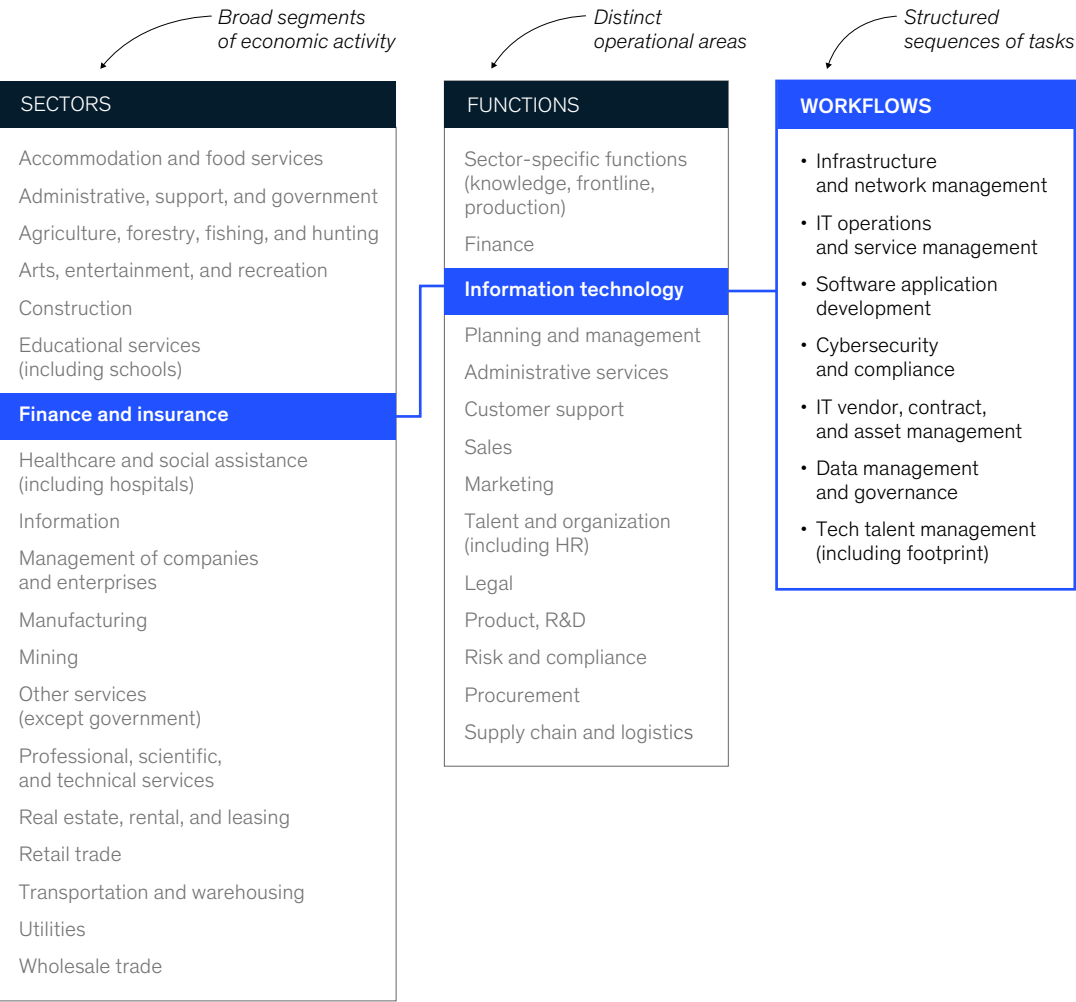 Broad segments
of economic activity
Distinct
operational areas
Structured
sequences of tasks
SECTORS
Accommodation and food services
Administrative, support, and government
Agriculture, forestry, fishing, and hunting
Arts, entertainment, and recreation
Construction
Educational services
(including schools)
Finance and insurance
Healthcare and social assistance
(including hospitals)
Information
Management of companies
and enterprises
Manufacturing
Mining
Other services
(except government)
Professional, scientific,
and technical services
Real estate, rental, and leasing
Retail trade
Transportation and warehousing
Utilities
Wholesale trade
FUNCTIONS
Sector-specific functions
(knowledge, frontline,
production)
Finance
Information technology
Planning and management
Administrative services
Customer support
Sales
Marketing
Talent and organization
(including HR)
Legal
Product, R&D
Risk and compliance
Procurement
Supply chain and logistics
WORKFLOWS
• Infrastructure
and network management
• IT operations
and service management
• Software application
development
• Cybersecurity
and compliance
• IT vendor, contract,
and asset management
• Data management
and governance
• Tech talent management
(including footprint)